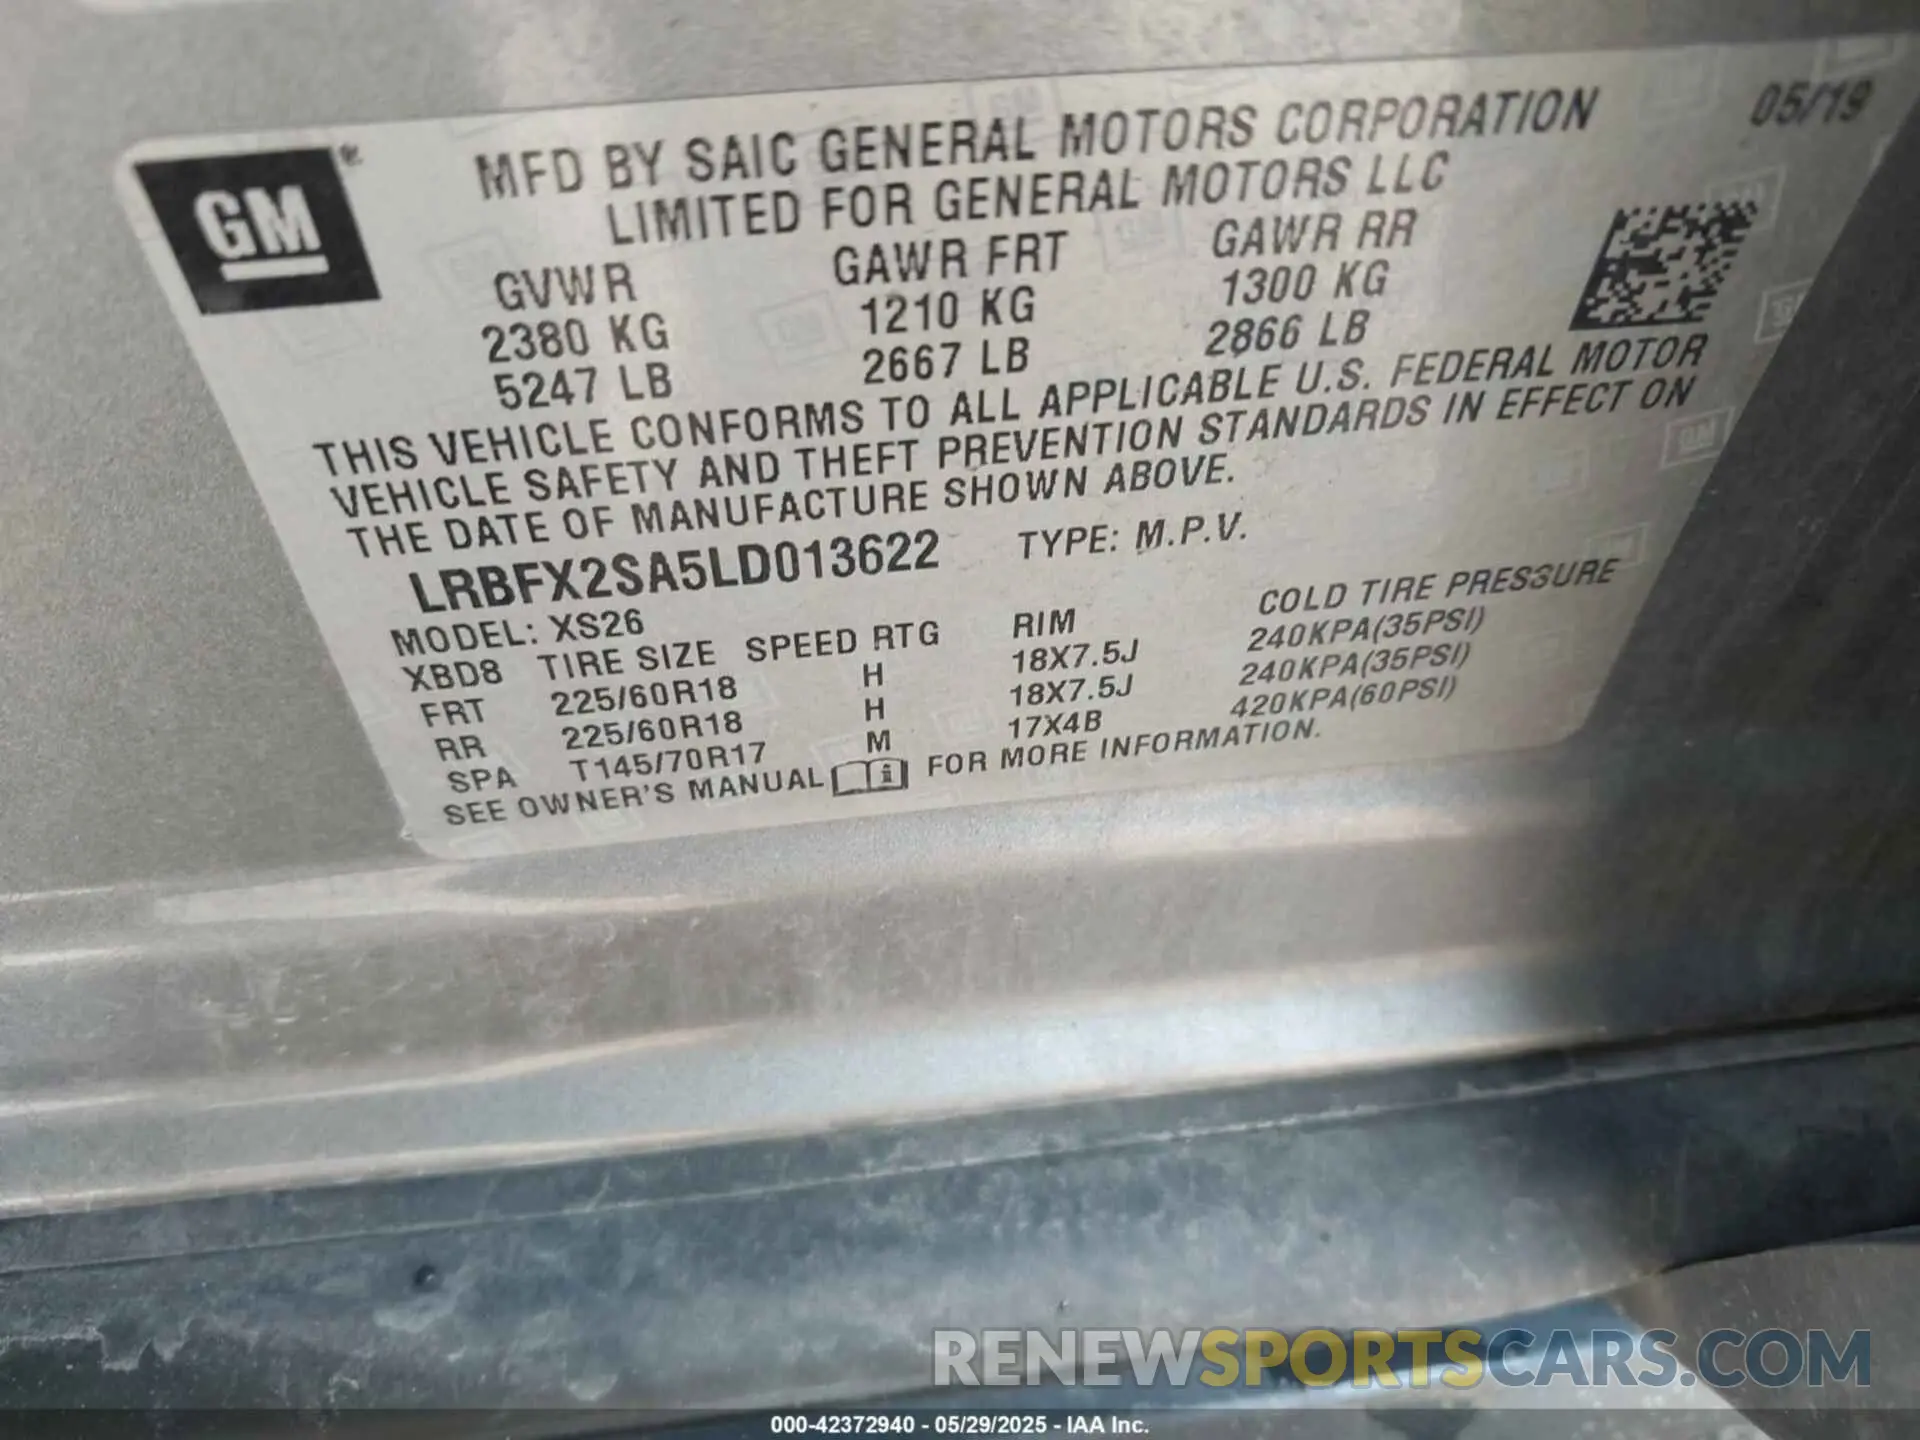 GM®
MFD BY SAIC GENERAL MOTORS CORPORATION
05/19
LIMITED FOR GENERAL MOTORS LLC
GVWR GAWR FRT GAWR RR
2380 KG 1210 KG 1300 KG
5247 LB 2667 LB 2866 LB
THIS VEHICLE CONFORMS TO ALL APPLICABLE U.S. FEDERAL MOTOR
VEHICLE SAFETY AND THEFT PREVENTION STANDARDS IN EFFECT ON
THE DATE OF MANUFACTURE SHOWN ABOVE.
LRBFX2SA5LD013622 TYPE: M.P.V.
MODEL: XS26
XBD8 TIRE SIZE SPEED RTG RIM COLD TIRE PRESSURE
FRT 225/60R18 H 18X7.5J 240KPA(35PSI)
RR 225/60R18 H 18X7.5J 240KPA(35PSI)
SPA T145/70R17 M 17X4B 420KPA(60PSI)
SEE OWNER'S MANUAL i FOR MORE INFORMATION.
RENEWSPORTSCARS.COM
000-42372940 - 05/29/2025 - IAA Inc.